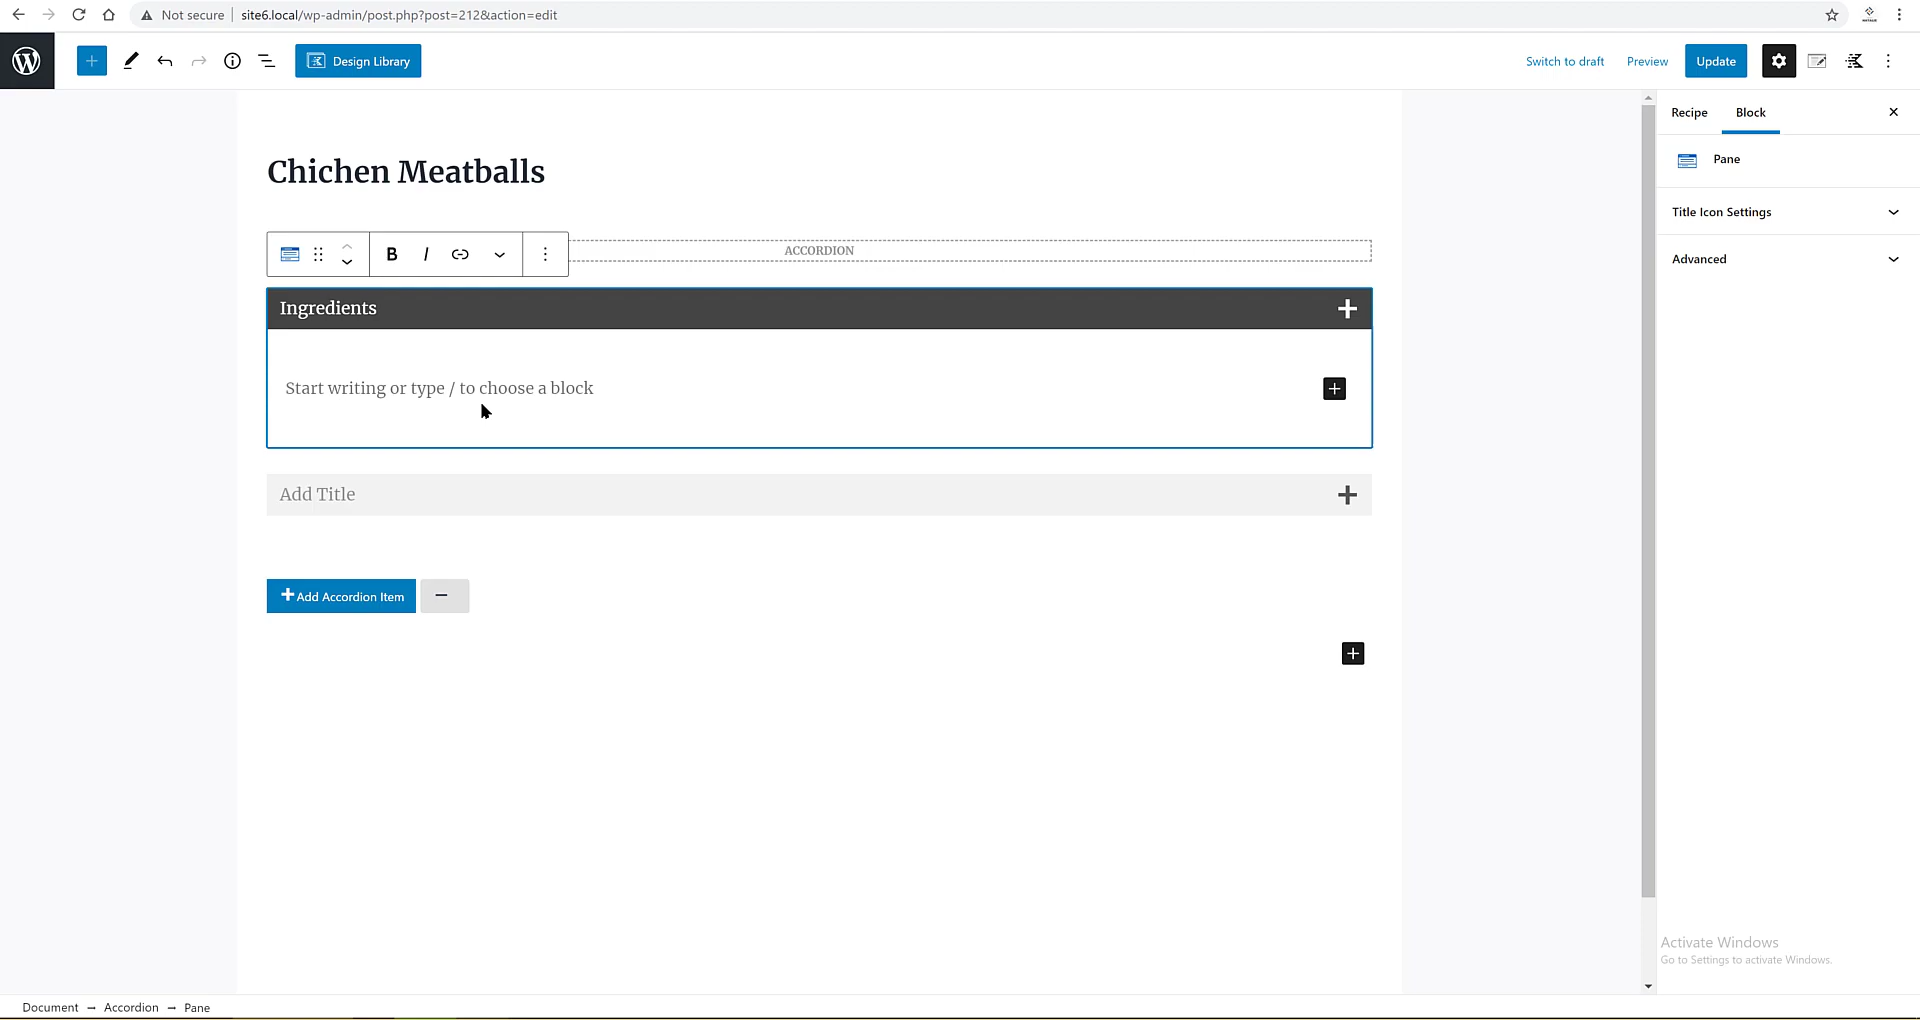 Not secure site6.local/wp-admin/post.php?post=212&action=edit
Design Library Switch to draft Preview Update
Recipe Block
Pane
Title Icon Settings
Advanced
Chichen Meatballs
B I ACCORDION
Ingredients
Start writing or type / to choose a block
Add Title
Add Accordion Item
Activate Windows
Go to Settings to activate Windows.
Document → Accordion → Pane